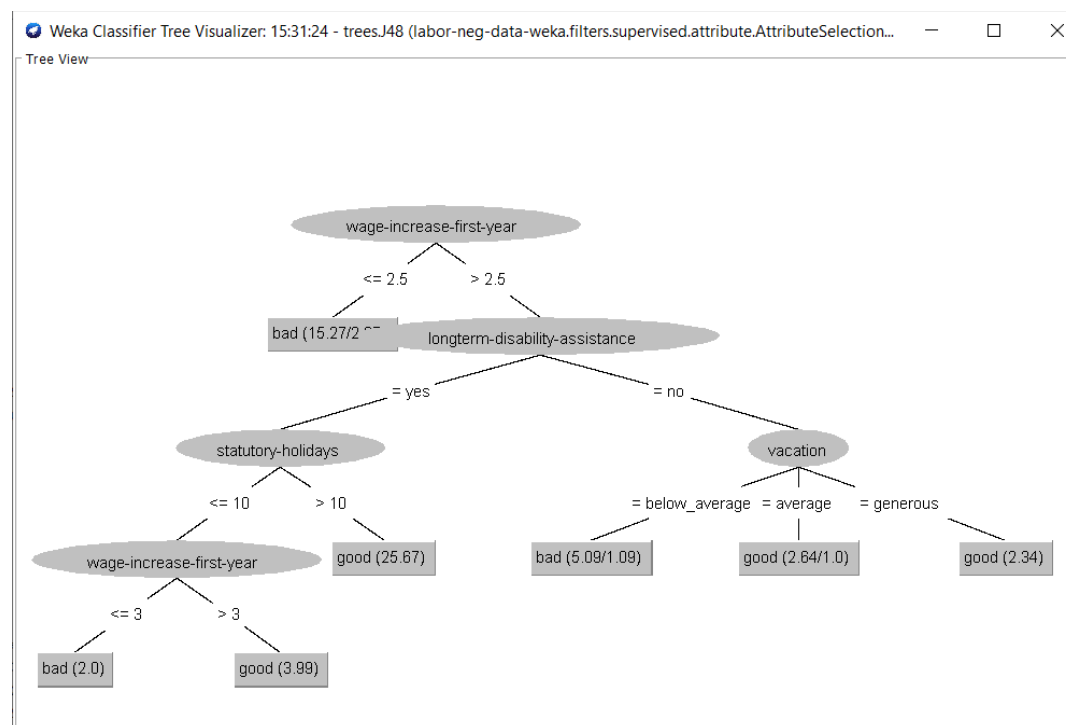 Weka Classifier Tree Visualizer: 15:31:24 - trees.J48 (labor-neg-data-weka.filters.supervised.attribute.AttributeSelection...
Tree View
wage-increase-first-year
<= 2.5 > 2.5
bad (15.27/ longterm-disability-assistance
= yes = no
statutory-holidays vacation
<= 10 > 10 = below_average = average = generous
wage-increase-first-year good (25.67) bad (5.09/1.09) good (2.64/1.0) good (2.34)
<= 3 > 3
bad (2.0) good (3.99)